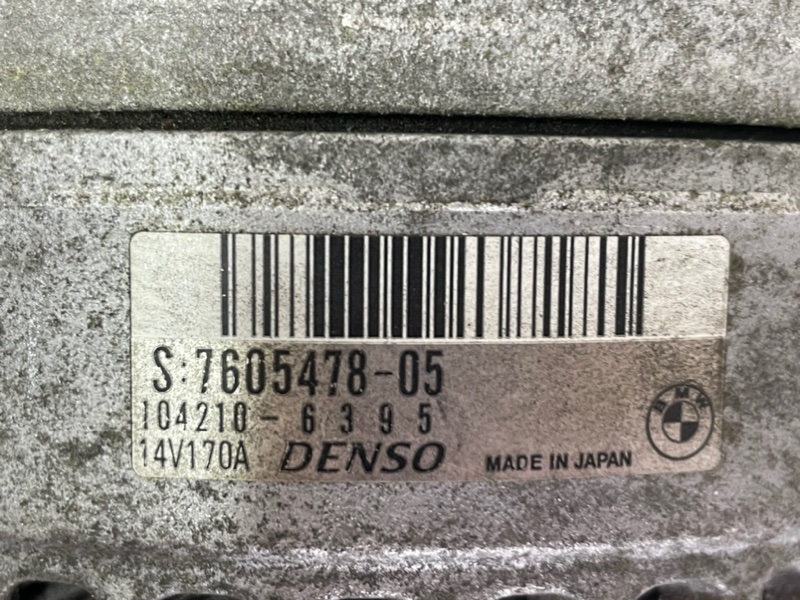 S:7605478-05
104210-6395
14V170A DENSO MADE IN JAPAN
BMW